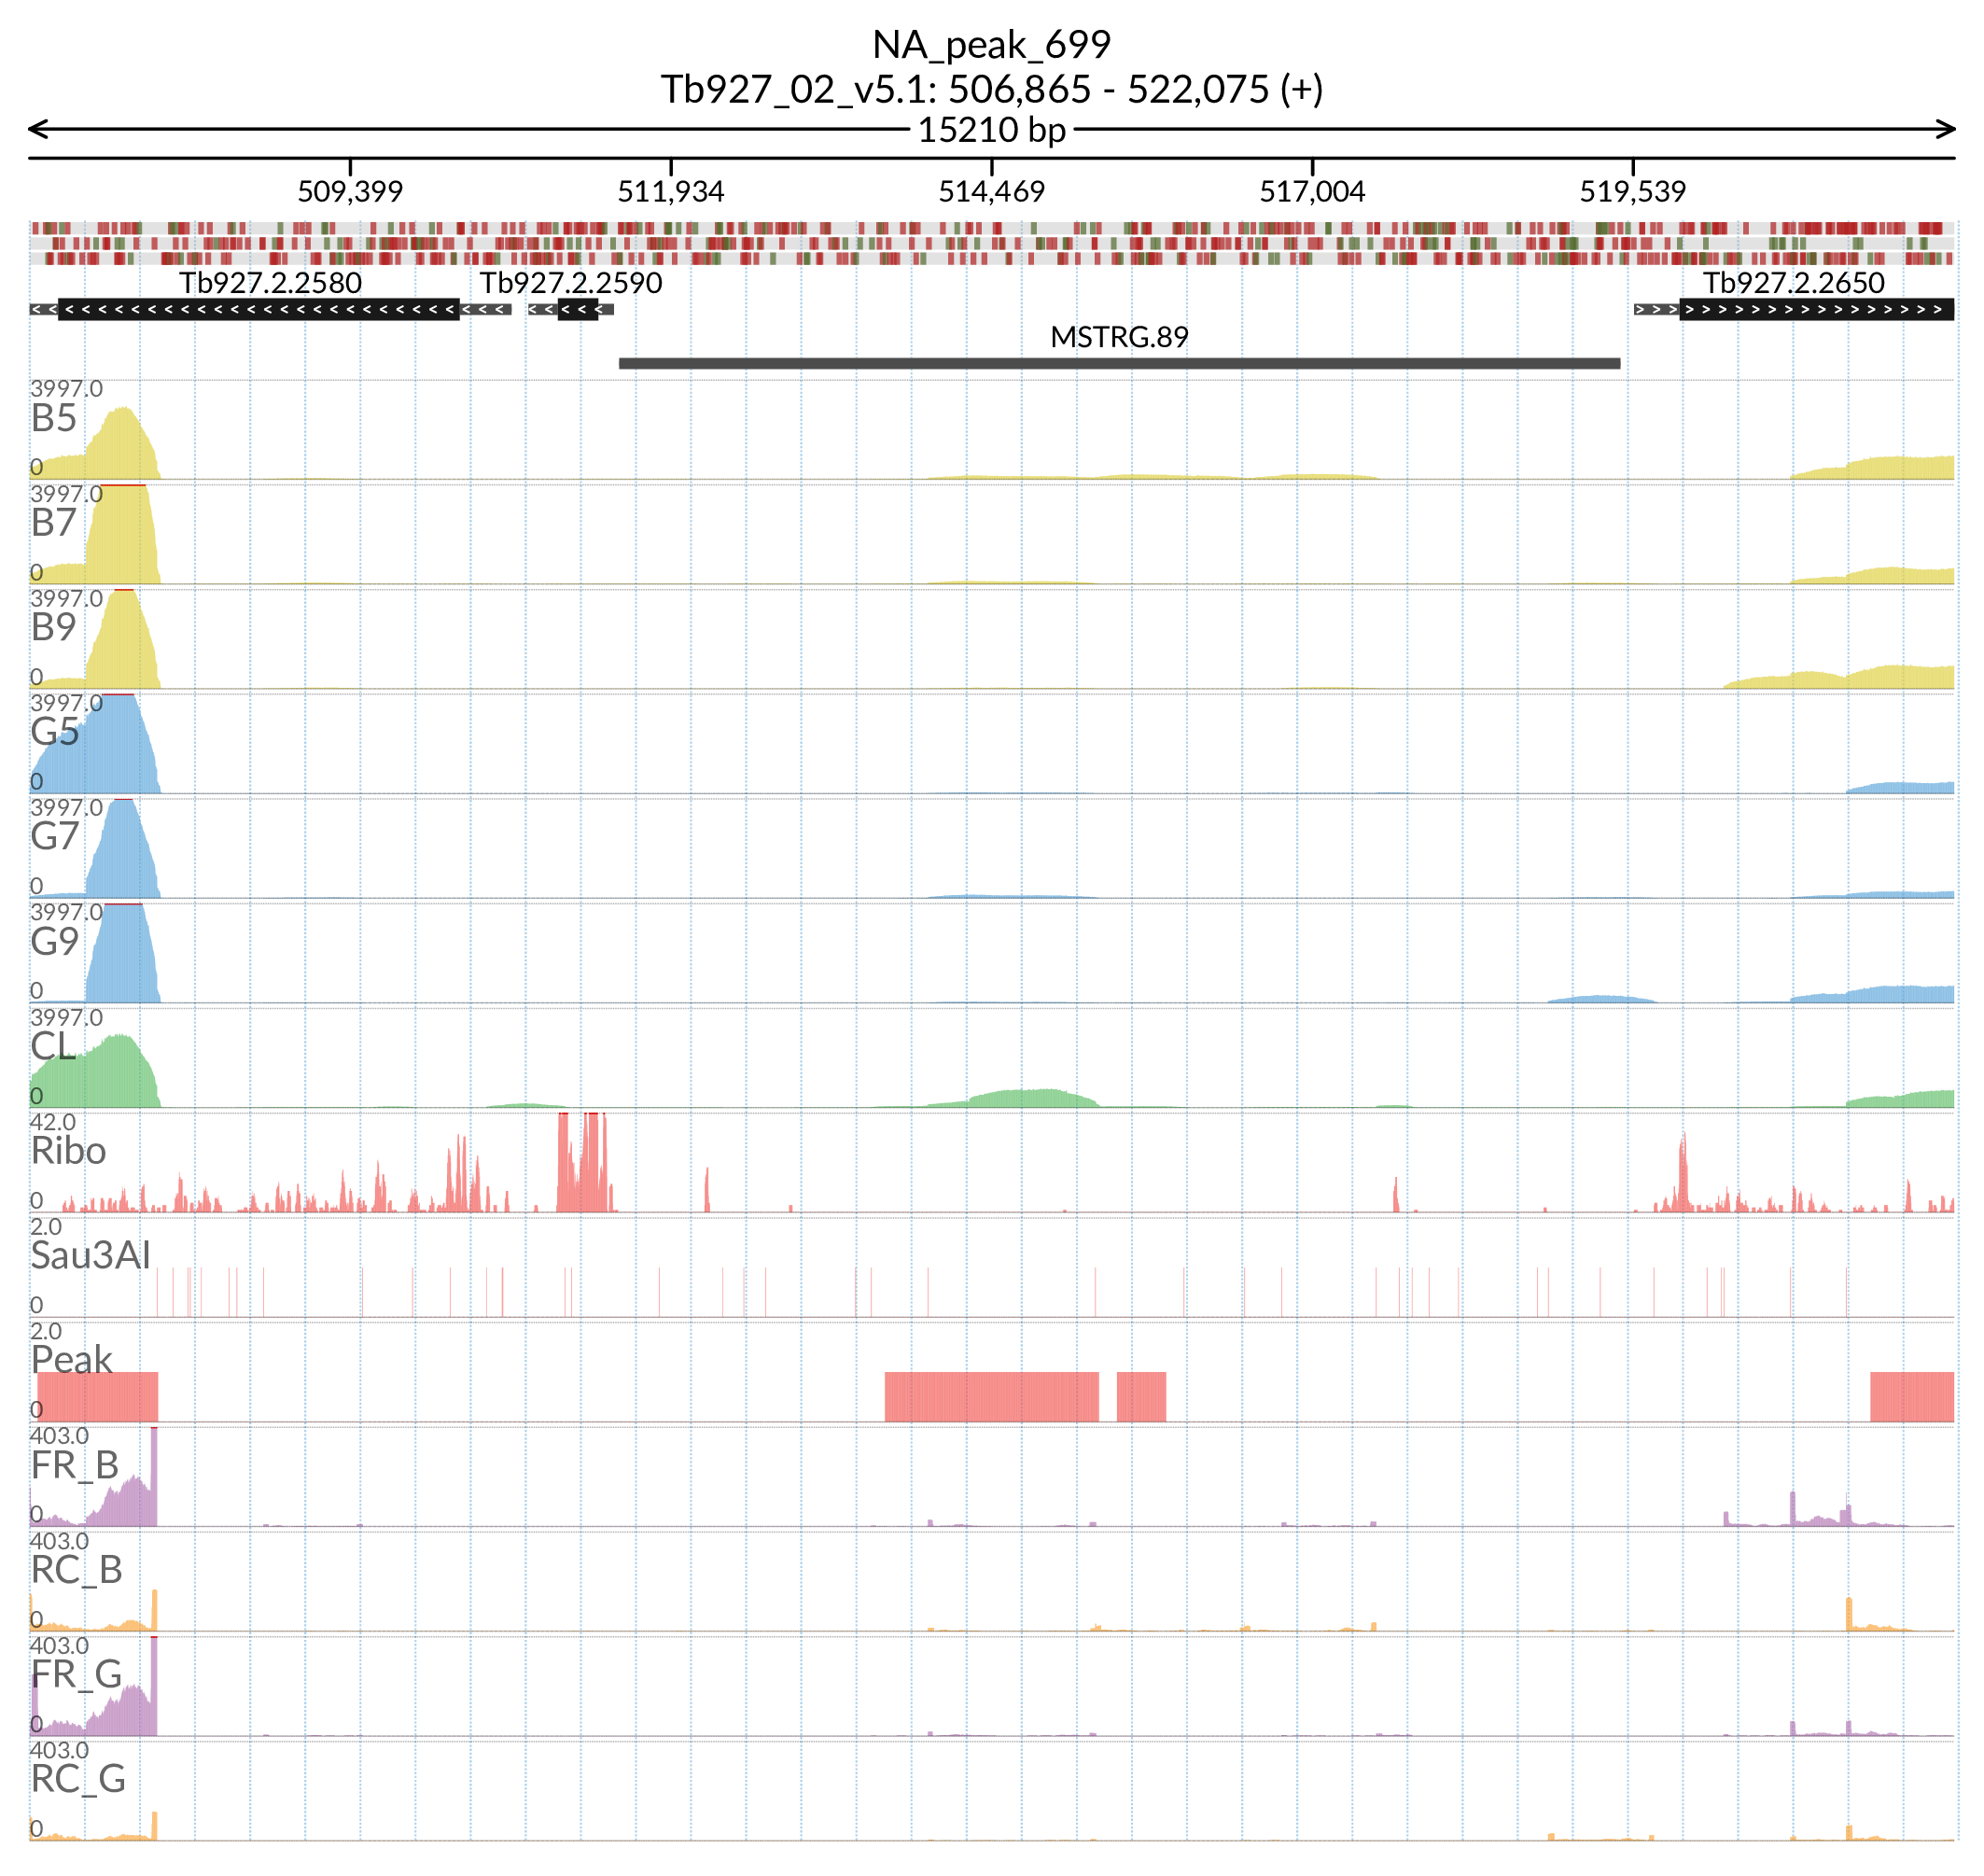 NA_peak_699
Tb927_02_v5.1: 506,865 - 522,075 (+)
15210 bp
509,399 511,934 514,469 517,004 519,539
Tb927.2.2580 Tb927.2.2590 Tb927.2.2650
MSTRG.89
3997.0
B5
0
3997.0
B7
0
3997.0
B9
0
3997.0
G5
0
3997.0
G7
0
3997.0
G9
0
3997.0
CL
0
42.0
Ribo
0
2.0
Sau3AI
0
2.0
Peak
0
403.0
FR_B
0
403.0
RC_B
0
403.0
FR_G
0
403.0
RC_G
0